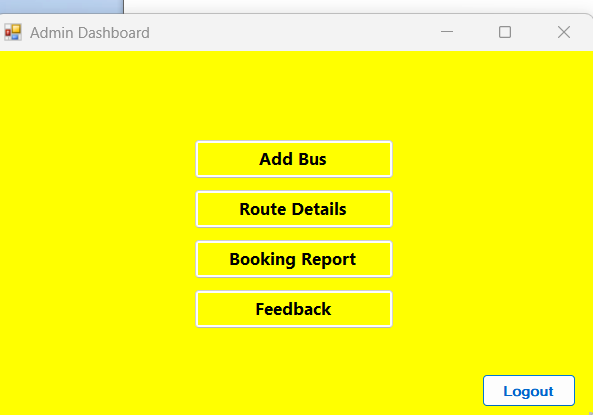 Admin Dashboard
Add Bus
Route Details
Booking Report
Feedback
Logout